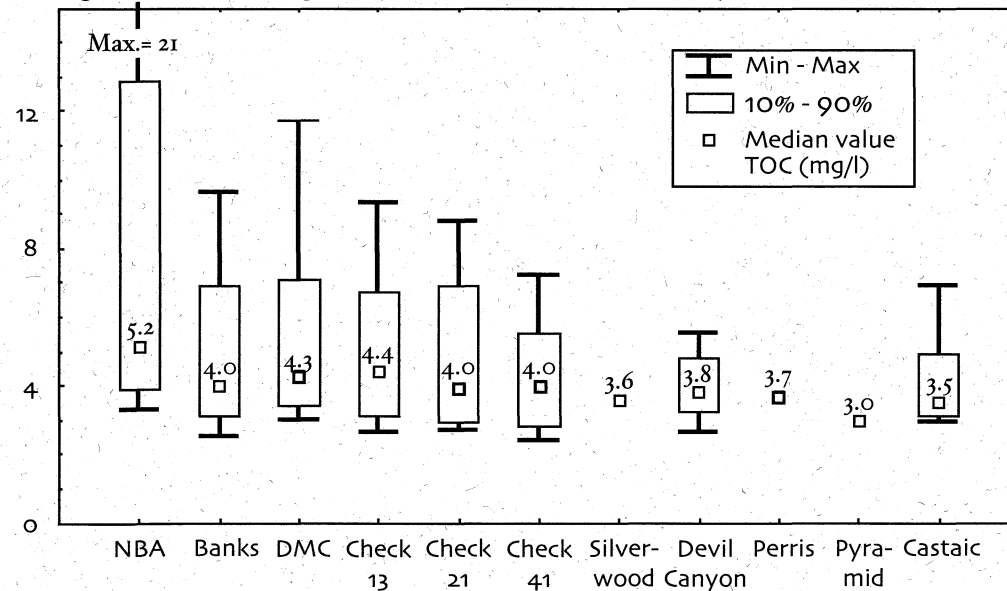 Max.= 21
Min - Max
10% - 90%
Median value
TOC (mg/l)
12
8
4
0
5.2
4.0
4.3
4.4
4.0
4.0
3.6
3.8
3.7
3.0
3.5
NBA Banks DMC Check Check Check Silver- Devil Perris Pyra- Castaic
13 21 41 wood Canyon mid